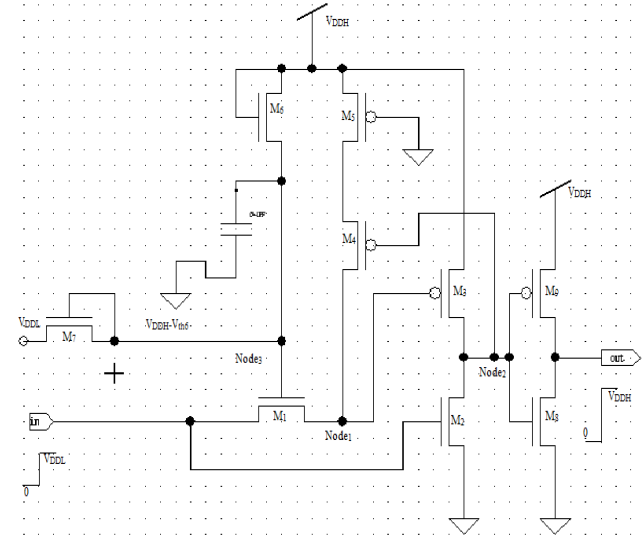 VDDH
M6
M5
M4
VDDH
VDDL
M7
VDDH-Vth6
M3
M9
Node3
Node2
out
in
M1
Node1
M2
M8
VDDH
0
VDDL
0